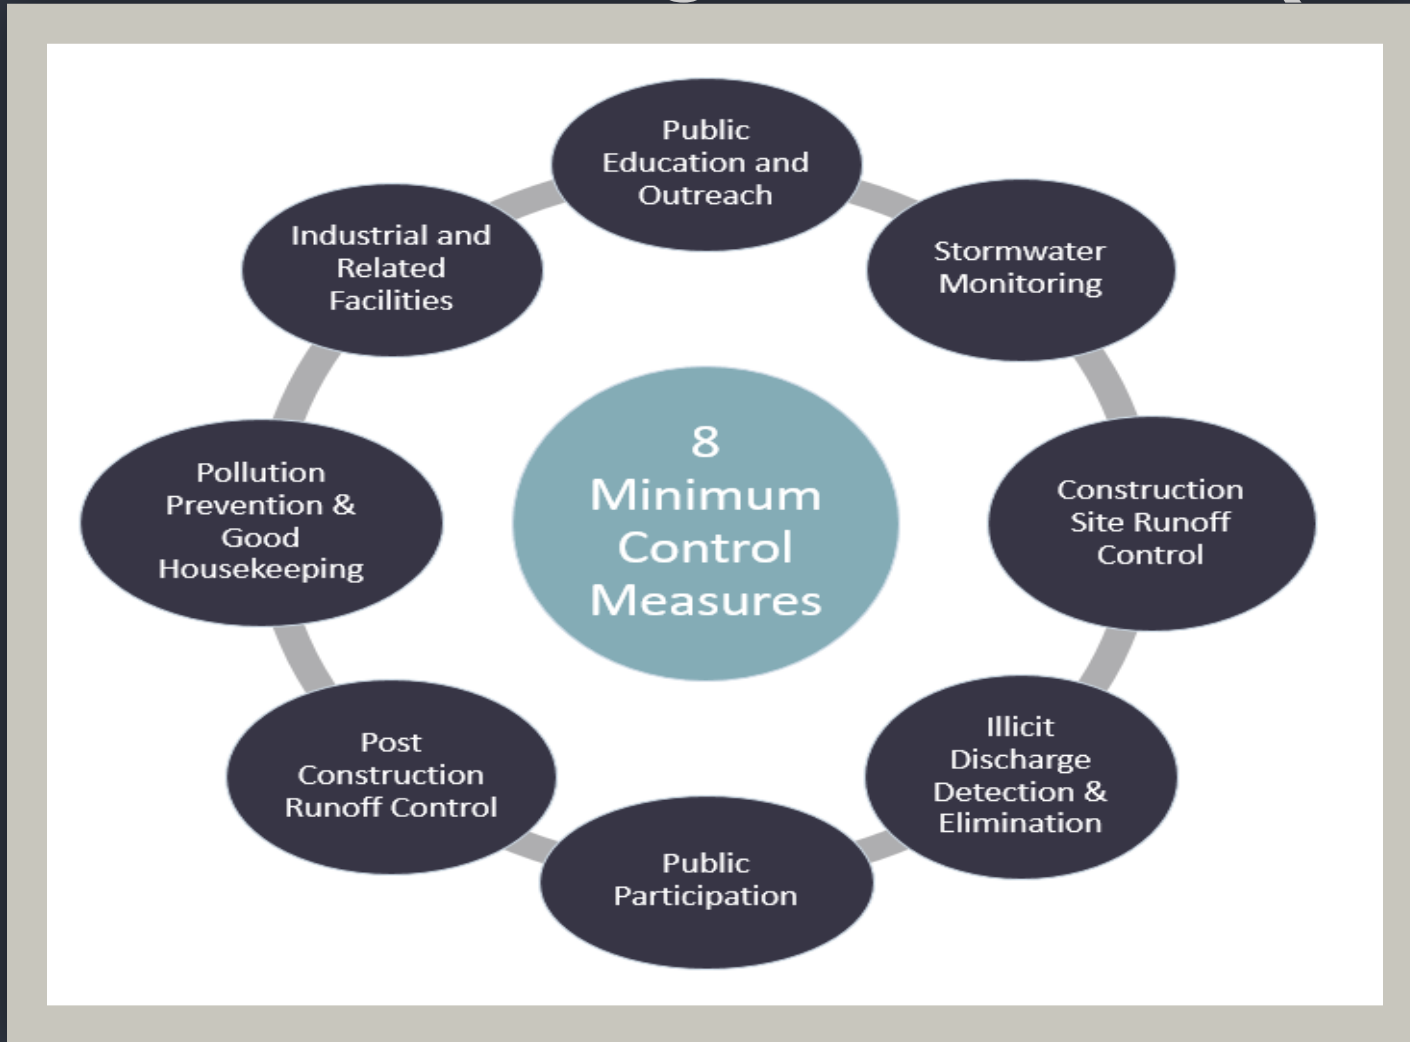 Public
Education and
Outreach
Stormwater
Monitoring
Construction
Site Runoff
Control
Illicit
Discharge
Detection &
Elimination
Public
Participation
Post
Construction
Runoff Control
Pollution
Prevention &
Good
Housekeeping
Industrial and
Related
Facilities
8
Minimum
Control
Measures